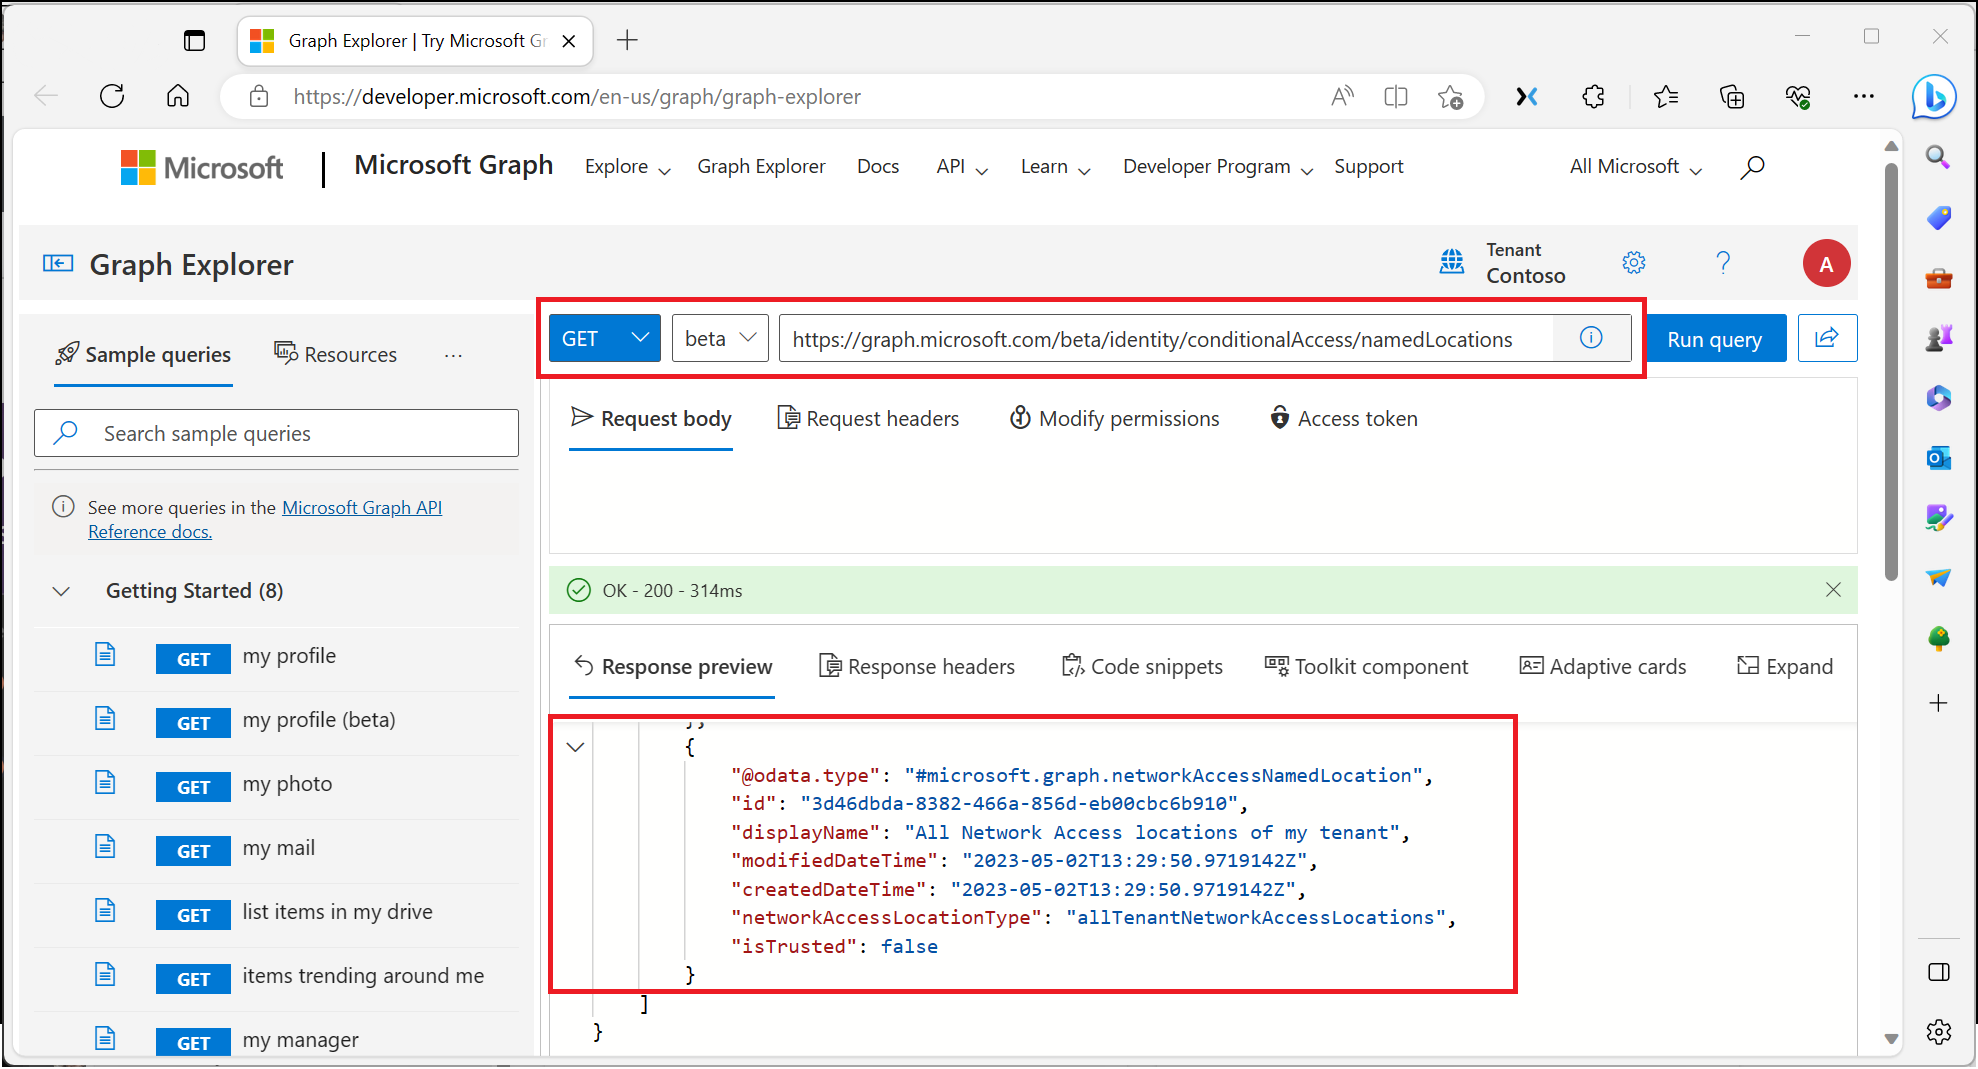 Graph Explorer | Try Microsoft Gr
https://developer.microsoft.com/en-us/graph/graph-explorer
Microsoft | Microsoft Graph Explore Graph Explorer Docs API Learn Developer Program Support All Microsoft
Graph Explorer
Tenant
Contoso
A
GET beta https://graph.microsoft.com/beta/identity/conditionalAccess/namedLocations Run query
Sample queries Resources ...
Search sample queries
See more queries in the Microsoft Graph API
Reference docs.
Getting Started (8)
GET my profile
GET my profile (beta)
GET my photo
GET my mail
GET list items in my drive
GET items trending around me
GET my manager
Request body Request headers Modify permissions Access token
OK - 200 - 314ms
Response preview Response headers Code snippets Toolkit component Adaptive cards Expand
},
{
"@odata.type": "#microsoft.graph.networkAccessNamedLocation",
"id": "3d46dbda-8382-466a-856d-eb00cbc6b910",
"displayName": "All Network Access locations of my tenant",
"modifiedDateTime": "2023-05-02T13:29:50.9719142Z",
"createdDateTime": "2023-05-02T13:29:50.9719142Z",
"networkAccessLocationType": "allTenantNetworkAccessLocations",
"isTrusted": false
}
]
}